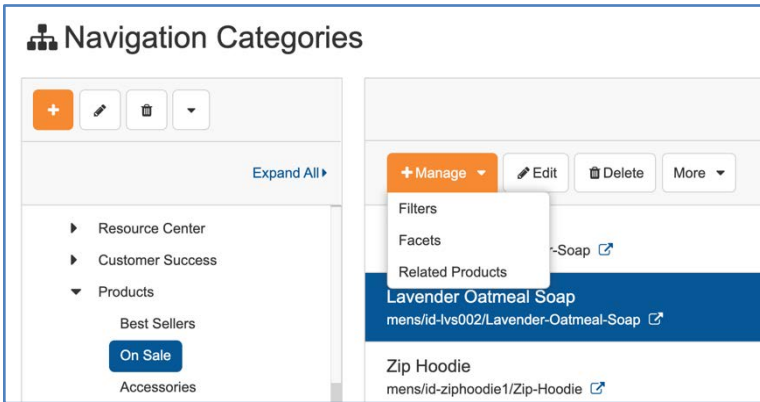 Navigation Categories
Expand All
Manage
Edit
Delete
More
Filters
Facets
Related Products
r-Soap
Resource Center
Customer Success
Products
Best Sellers
On Sale
Accessories
Lavender Oatmeal Soap
mens/id-lvs002/Lavender-Oatmeal-Soap
Zip Hoodie
mens/id-ziphoodie1/Zip-Hoodie